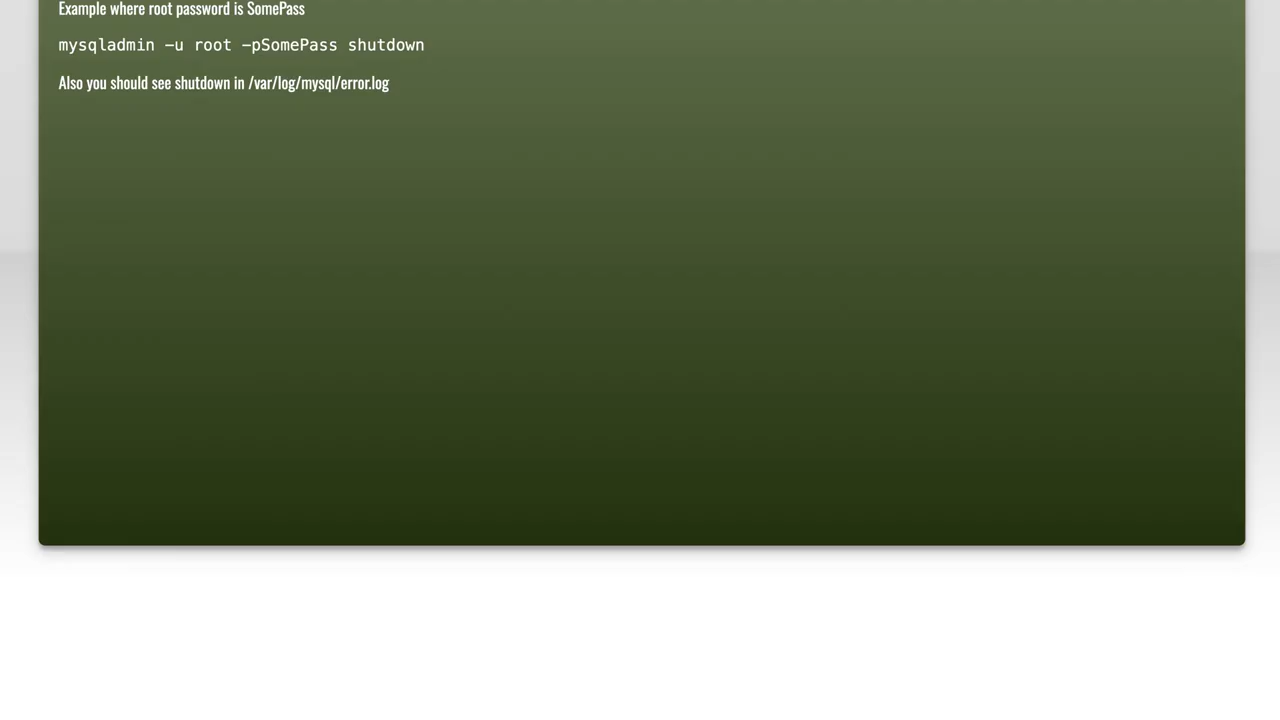 Example where root password is SomePass
mysqladmin -u root -pSomePass shutdown
Also you should see shutdown in /var/log/mysql/error.log